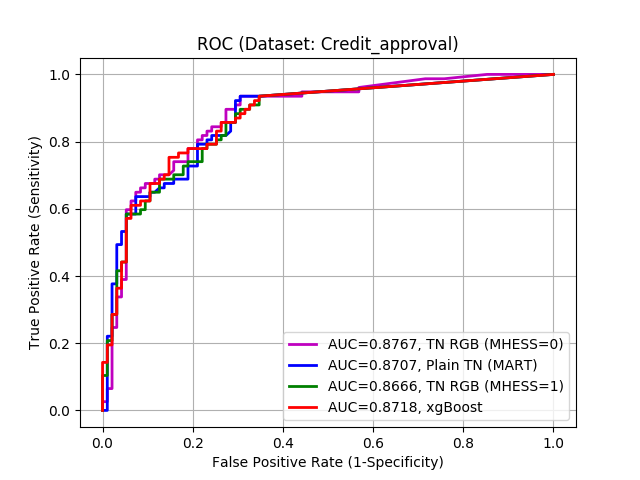 ROC (Dataset: Credit_approval)
1.0
0.8
0.6
0.4
0.2
0.0
True Positive Rate (Sensitivity)
AUC=0.8767, TN RGB (MHESS=0)
AUC=0.8707, Plain TN (MART)
AUC=0.8666, TN RGB (MHESS=1)
AUC=0.8718, xgBoost
0.0 0.2 0.4 0.6 0.8 1.0
False Positive Rate (1-Specificity)